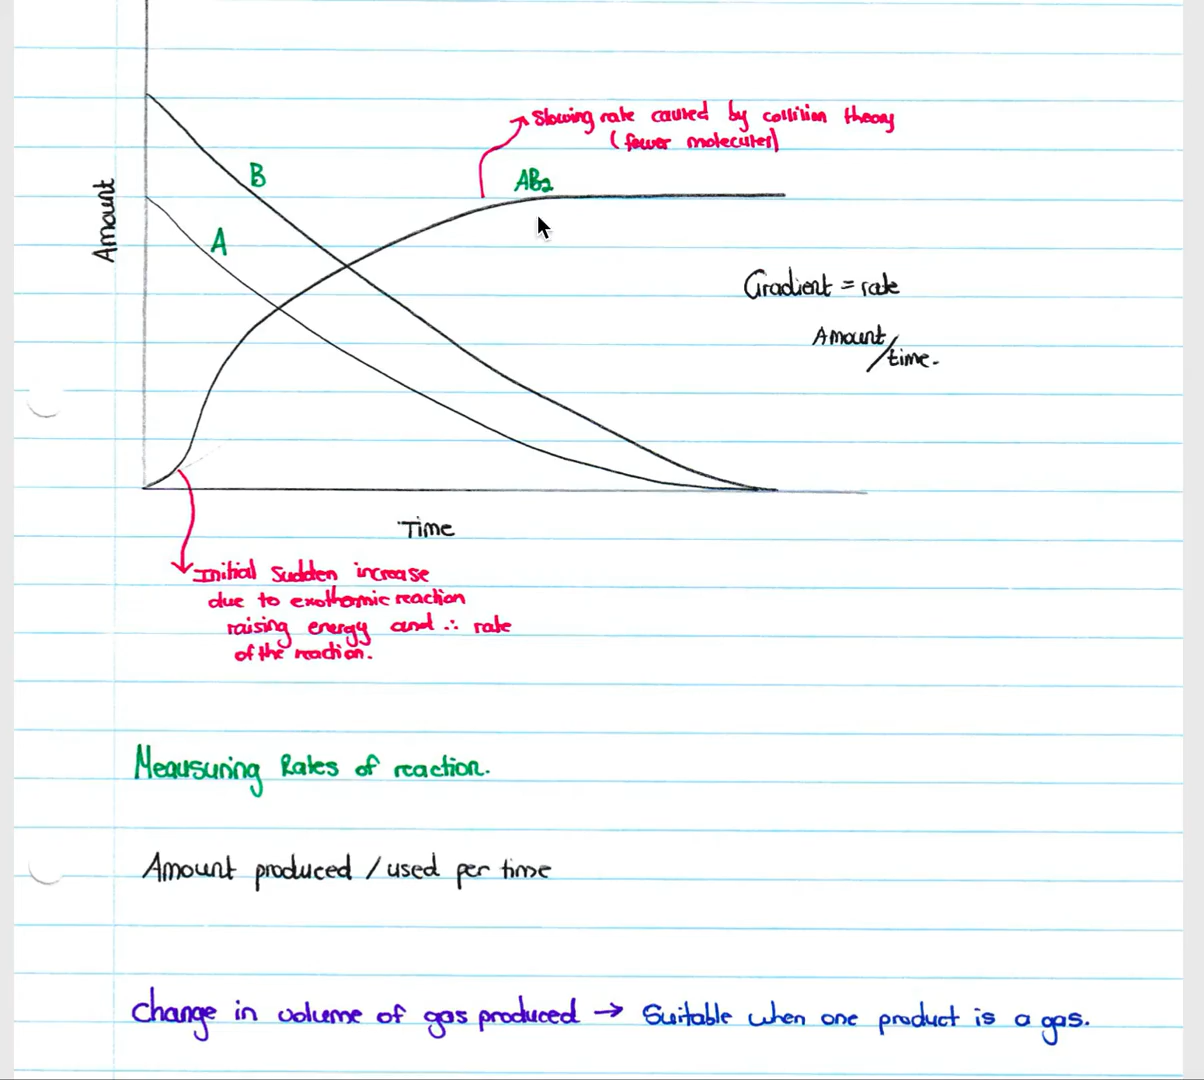 Slowing rate caused by collision theory
(fewer molecules)
B
AB2
A
Amount
Gradient = rate
Amount
/time.
Time
Initial Sudden increase
due to exothomic reaction
raising energy and ∴ rate
of the reaction.
Meausuring Rates of reaction.
Amount produced / used per time
change in volume of gas produced → Suitable when one product is a gas.